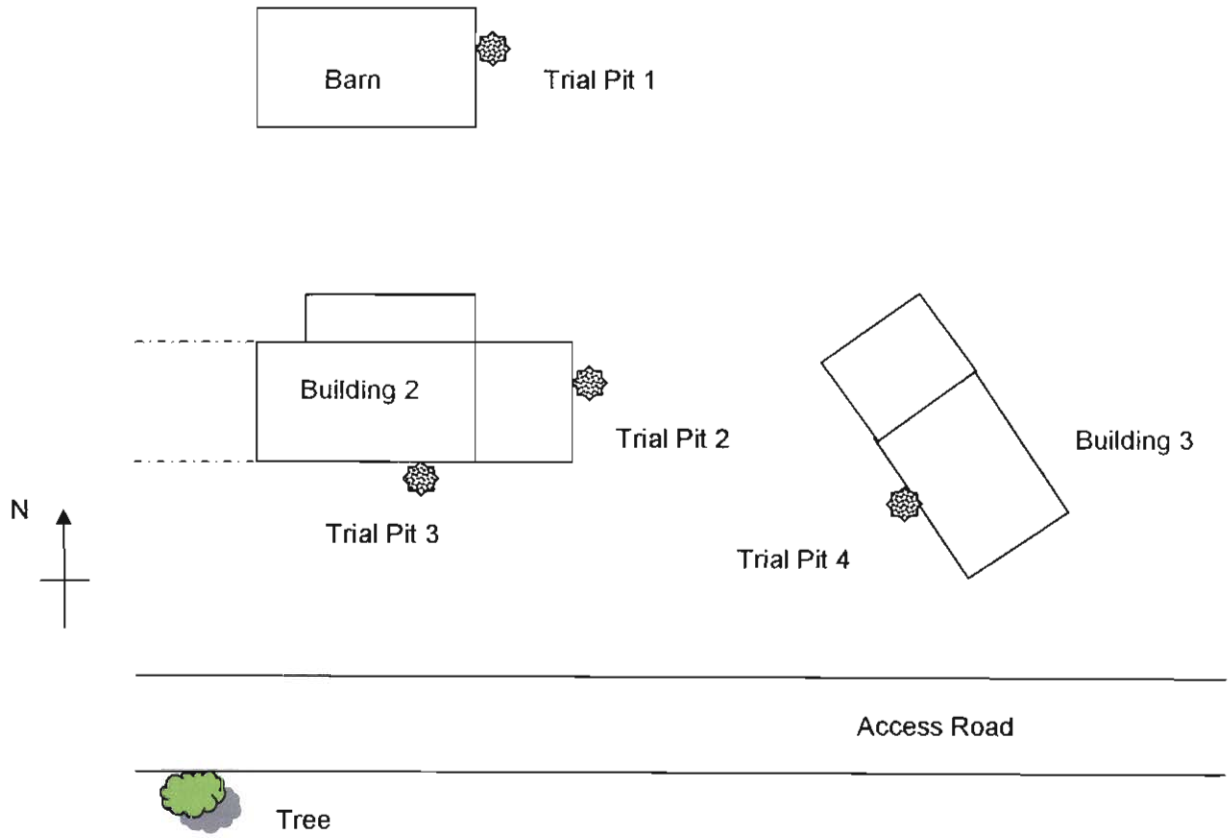 Barn
Trial Pit 1
Building 2
Trial Pit 2
Building 3
Trial Pit 3
N
Trial Pit 4
Access Road
Tree